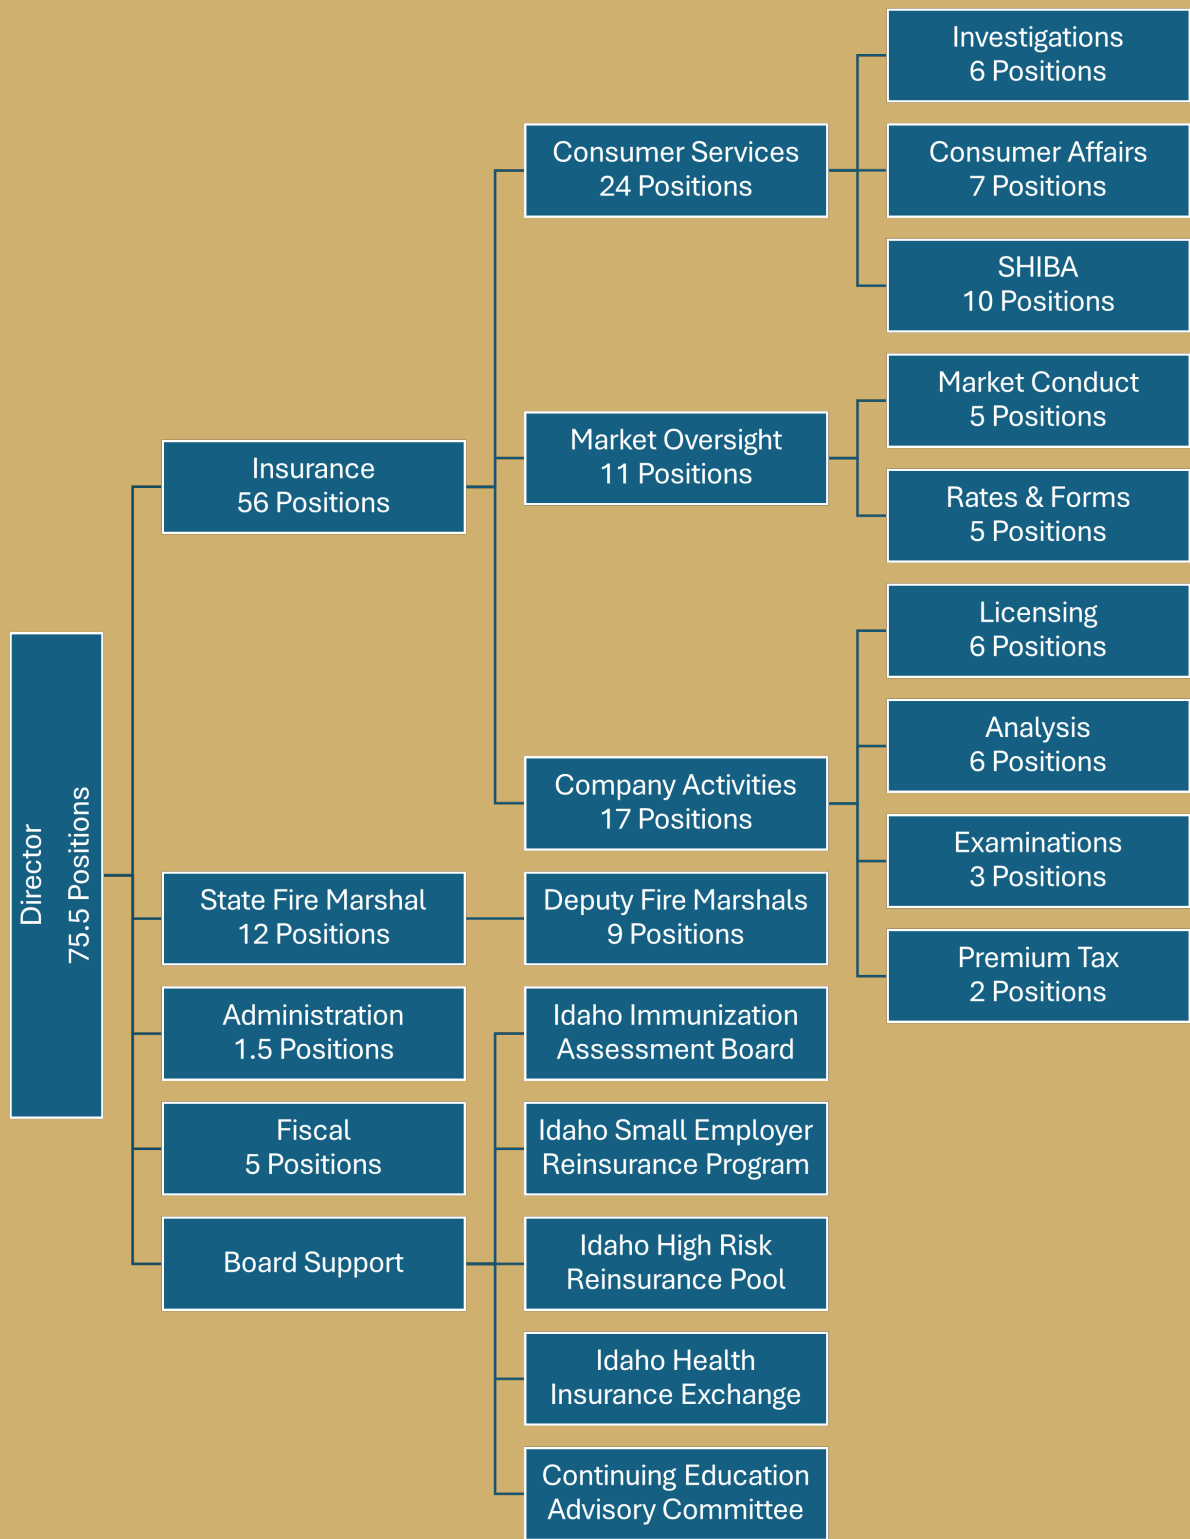 Director
75.5 Positions
Insurance
56 Positions
Consumer Services
24 Positions
Investigations
6 Positions
Consumer Affairs
7 Positions
SHIBA
10 Positions
Market Oversight
11 Positions
Market Conduct
5 Positions
Rates & Forms
5 Positions
Company Activities
17 Positions
Licensing
6 Positions
Analysis
6 Positions
Examinations
3 Positions
Premium Tax
2 Positions
State Fire Marshal
12 Positions
Deputy Fire Marshals
9 Positions
Administration
1.5 Positions
Fiscal
5 Positions
Board Support
Idaho Immunization
Assessment Board
Idaho Small Employer
Reinsurance Program
Idaho High Risk
Reinsurance Pool
Idaho Health
Insurance Exchange
Continuing Education
Advisory Committee